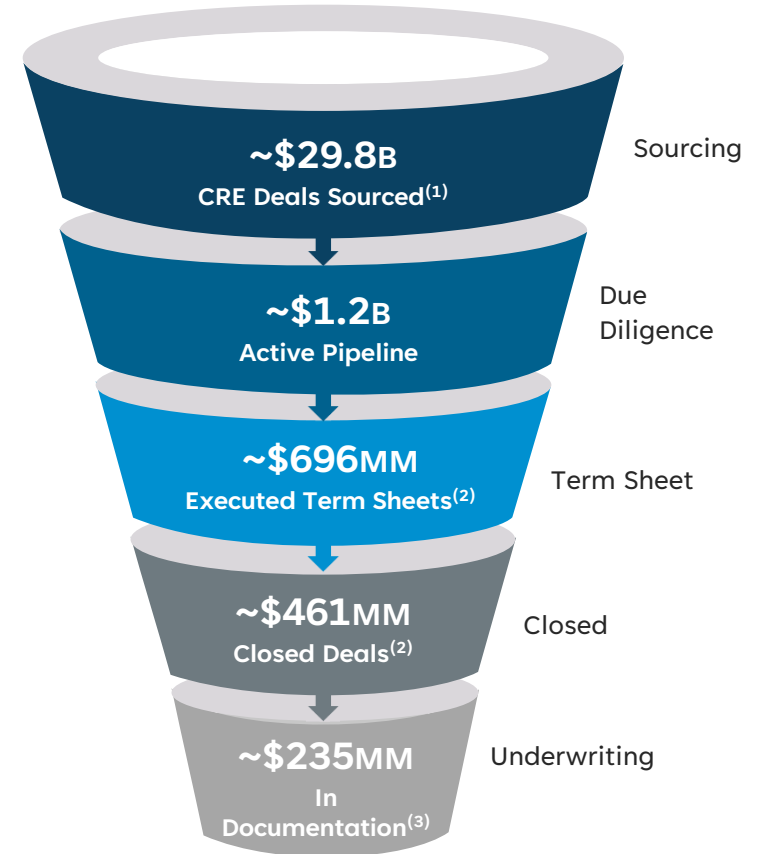 ~$29.8B
CRE Deals Sourced(1)
Sourcing
~$1.2B
Active Pipeline
Due
Diligence
~$696MM
Executed Term Sheets(2)
Term Sheet
~$461MM
Closed Deals(2)
Closed
~$235MM
In
Documentation(3)
Underwriting